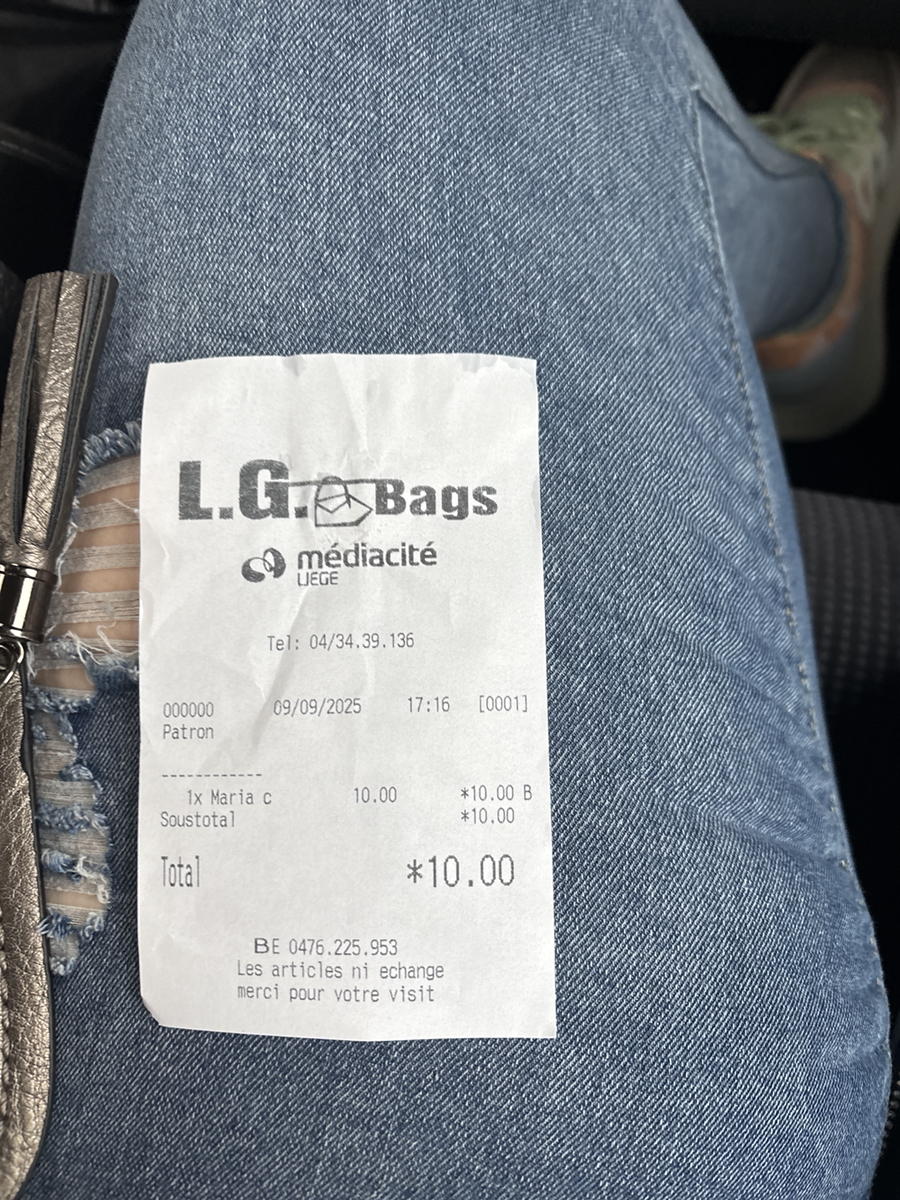 L.G. Bags
médiacité
LIEGE
Tel: 04/34.39.136
000000 09/09/2025 17:16 [0001]
Patron
------------
1x Maria c 10.00 *10.00 B
Soustotal *10.00
Total *10.00
BE 0476.225.953
Les articles ni echange
merci pour votre visit